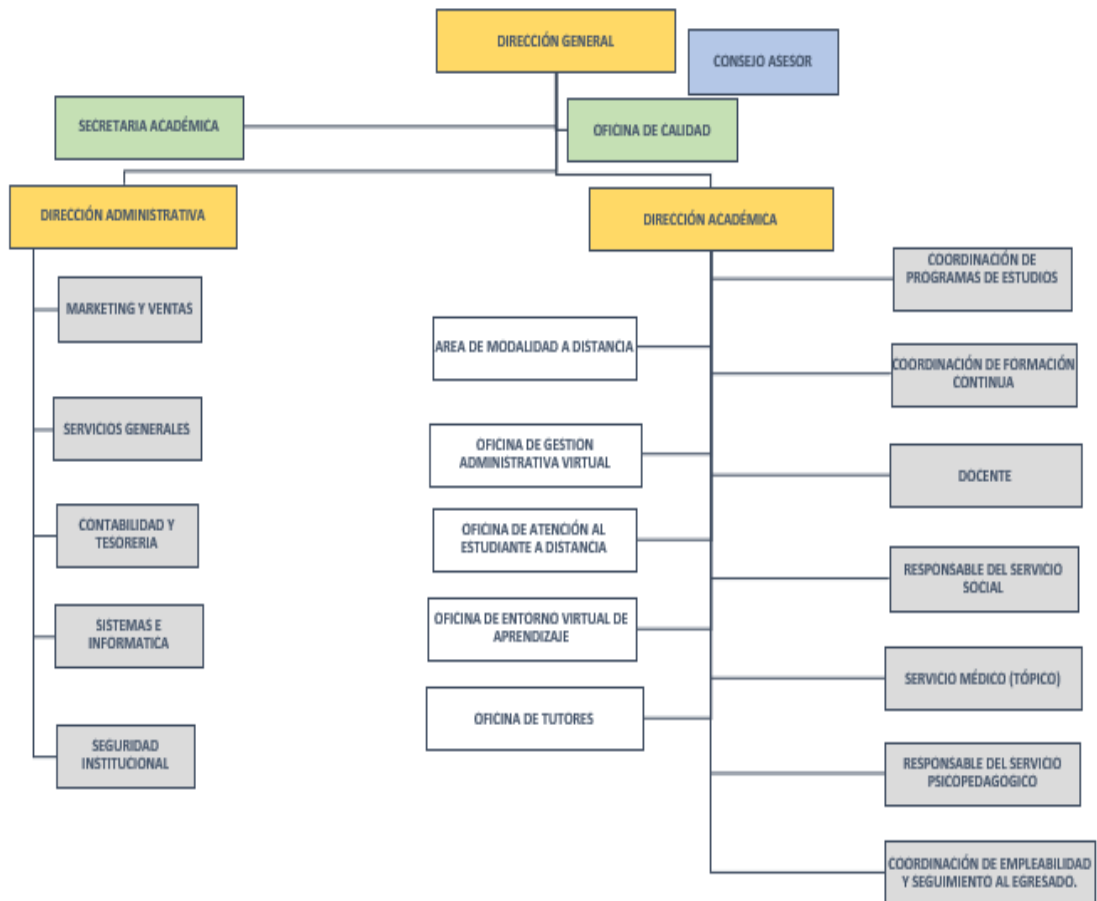 DIRECCIÓN GENERAL
CONSEJO ASESOR
SECRETARIA ACADÉMICA
OFICINA DE CALIDAD
DIRECCIÓN ADMINISTRATIVA
DIRECCIÓN ACADÉMICA
MARKETING Y VENTAS
SERVICIOS GENERALES
CONTABILIDAD Y
TESORERIA
SISTEMAS E
INFORMATICA
SEGURIDAD
INSTITUCIONAL
AREA DE MODALIDAD A DISTANCIA
OFICINA DE GESTION
ADMINISTRATIVA VIRTUAL
OFICINA DE ATENCIÓN AL
ESTUDIANTE A DISTANCIA
OFICINA DE ENTORNO VIRTUAL DE
APRENDIZAJE
OFICINA DE TUTORES
COORDINACIÓN DE
PROGRAMAS DE ESTUDIOS
COORDINACIÓN DE FORMACIÓN
CONTINUA
DOCENTE
RESPONSABLE DEL SERVICIO
SOCIAL
SERVICIO MÉDICO (TÓPICO)
RESPONSABLE DEL SERVICIO
PSICOPEDAGOGICO
COORDINACIÓN DE EMPLEABILIDAD
Y SEGUIMIENTO AL EGRESADO.